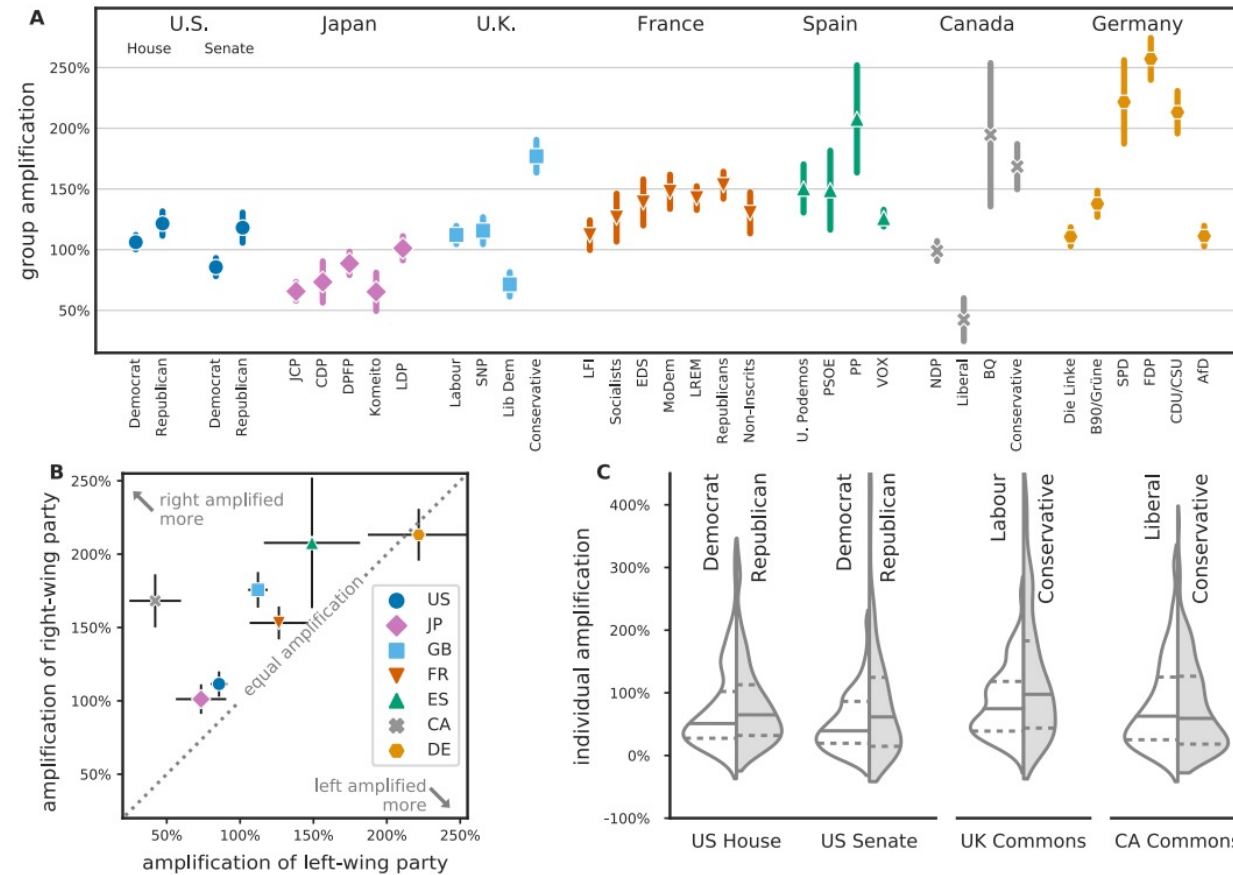 A
U.S.
Japan
U.K.
France
Spain
Canada
Germany
House
Senate
group amplification
250%
200%
150%
100%
50%
Democrat
Republican
Democrat
Republican
JCP
CDP
DPFP
Komeito
LDP
Labour
SNP
Lib Dem
Conservative
LFI
Socialists
EDS
MoDem
LREM
Republicans
Non-Inscrits
U. Podemos
PSOE
PP
VOX
NDP
Liberal
BQ
Conservative
Die Linke
B90/Grüne
SPD
FDP
CDU/CSU
AfD
B
amplification of right-wing party
250%
200%
150%
100%
50%
right amplified
more
equal amplification
US
JP
GB
FR
ES
CA
DE
left amplified
more
50%
100%
150%
200%
250%
amplification of left-wing party
C
individual amplification
400%
300%
200%
100%
0%
-100%
Democrat
Republican
Democrat
Republican
Labour
Conservative
Liberal
Conservative
US House
US Senate
UK Commons
CA Commons